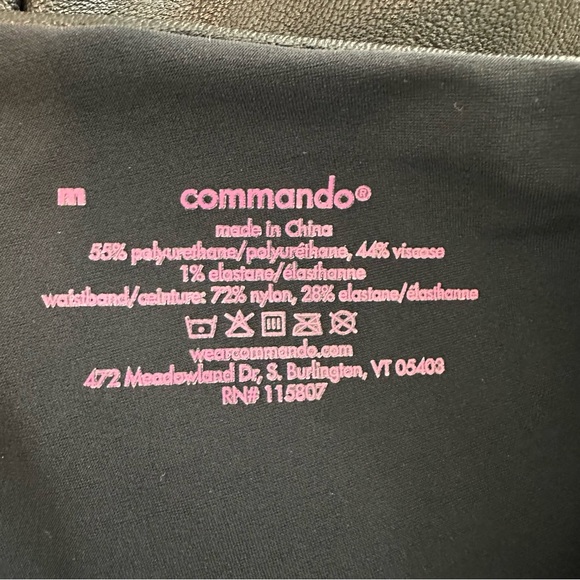 m commando®
made in China
55% polyurethane/polyuréthane, 44% viscose
1% elastane/élasthanne
waistband/ceinture: 72% nylon, 28% elastane/élasthanne
wearcommando.com
472 Meadowland Dr, S. Burlington, VT 05403
RN# 115807